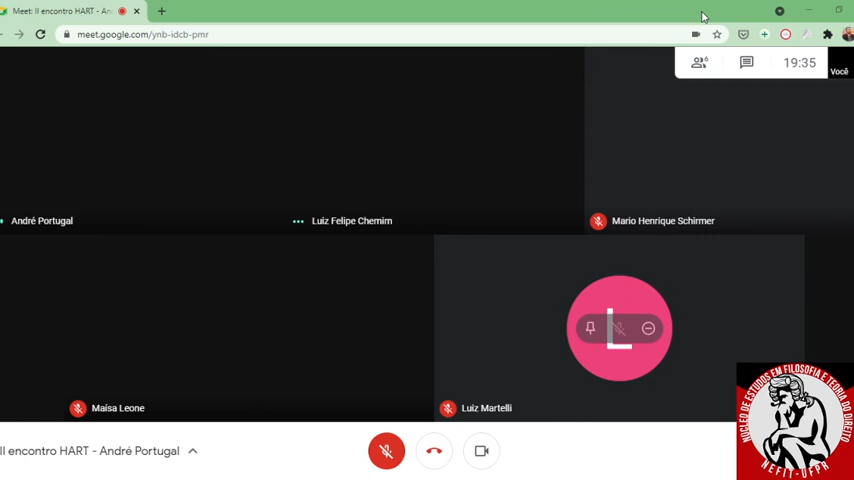 Meet: II encontro HART - An
meet.google.com/ynb-idcb-pmr
6
19:35
Você
André Portugal
Luiz Felipe Chemim
Mario Henrique Schirmer
L
Maísa Leone
Luiz Martelli
II encontro HART - André Portugal
NÚCLEO DE ESTUDOS EM FILOSOFIA E TEORIA DO DIREITO
NEFIT-UFPR